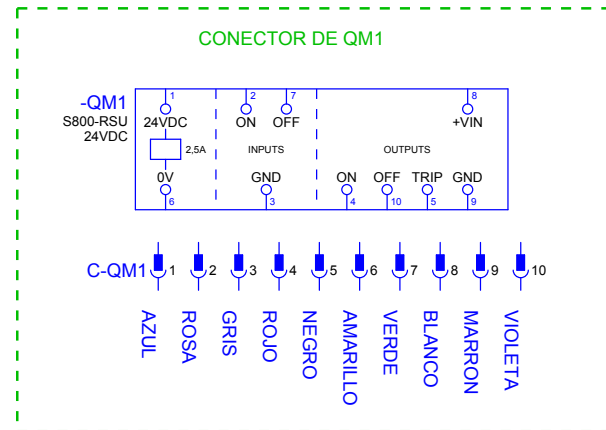 CONECTOR DE QM1
1 2 7 8
-QM1
S800-RSU
24VDC
24VDC ON OFF +VIN
2,5A INPUTS OUTPUTS
0V GND ON OFF TRIP GND
6 3 4 10 5 9
C-QM1 1 2 3 4 5 6 7 8 9 10
AZUL
ROSA
GRIS
ROJO
NEGRO
AMARILLO
VERDE
BLANCO
MARRON
VIOLETA